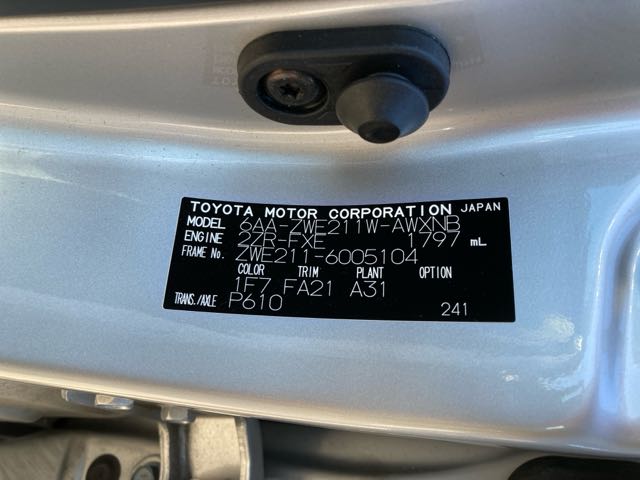 TOYOTA MOTOR CORPORATION JAPAN
MODEL 6AA-ZWE211W-AWXNB
ENGINE 2ZR-FXE 1797 mL
FRAME No. ZWE211-6005104
COLOR TRIM PLANT OPTION
1F7 FA21 A31
TRANS./AXLE P610 241